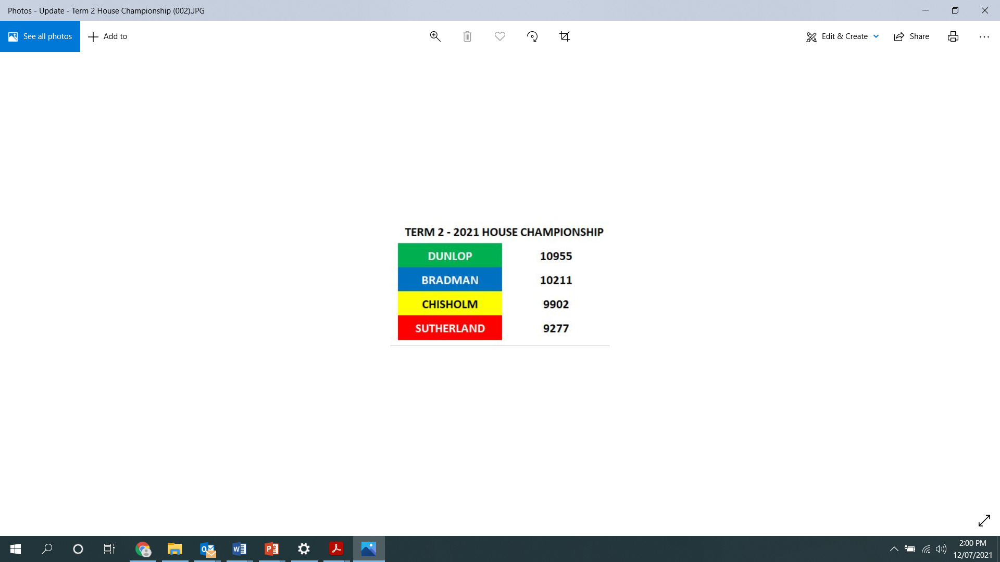 Photos - Update - Term 2 House Championship (002).JPG
See all photos
Add to
Edit & Create
Share
TERM 2 - 2021 HOUSE CHAMPIONSHIP
DUNLOP 10955
BRADMAN 10211
CHISHOLM 9902
SUTHERLAND 9277
2:00 PM
12/07/2021